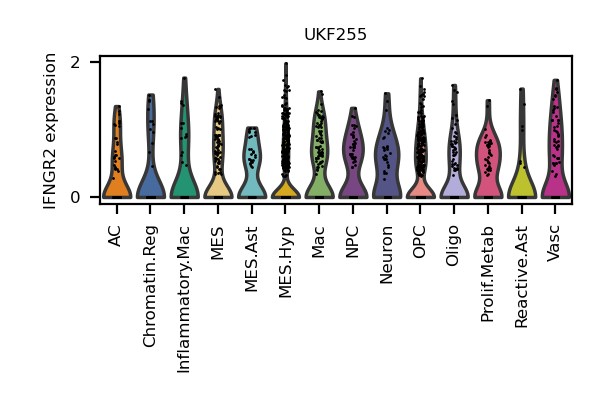 UKF255
IFNGR2 expression
2
0
AC
Chromatin.Reg
Inflammatory.Mac
MES
MES.Ast
MES.Hyp
Mac
NPC
Neuron
OPC
Oligo
Prolif.Metab
Reactive.Ast
Vasc